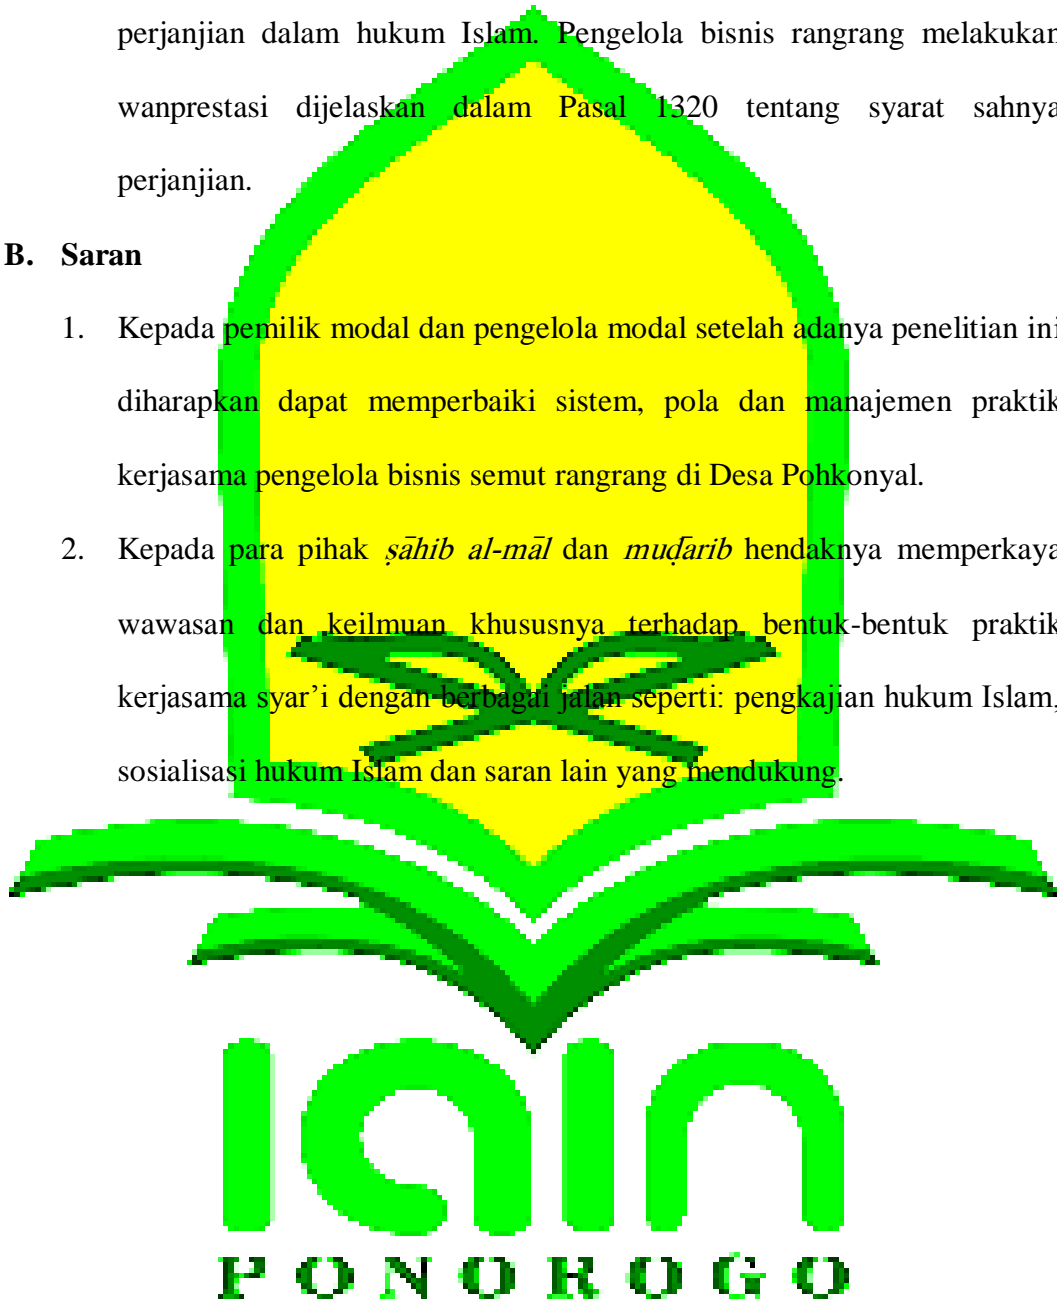 perjanjian dalam hukum Islam. Pengelola bisnis rangrang melakukan
wanprestasi dijelaskan dalam Pasal 1320 tentang syarat sahnya
perjanjian.
B. Saran
1. Kepada pemilik modal dan pengelola modal setelah adanya penelitian ini
diharapkan dapat memperbaiki sistem, pola dan manajemen praktik
kerjasama pengelola bisnis semut rangrang di Desa Pohkonyal.
2. Kepada para pihak ṣāhib al-māl dan muḍārib hendaknya memperkaya
wawasan dan keilmuan khususnya terhadap bentuk-bentuk praktik
kerjasama syar’i dengan berbagai jalan seperti: pengkajian hukum Islam,
sosialisasi hukum Islam dan saran lain yang mendukung.
iain
PONOROGO